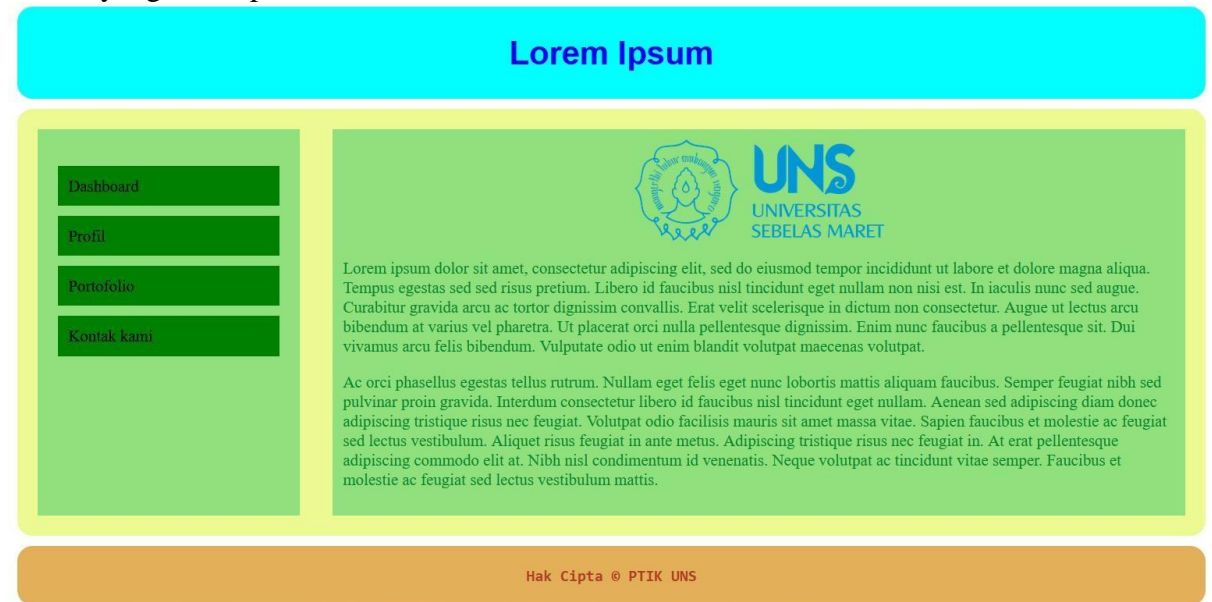 Lorem Ipsum
Dashboard
Profil
Portofolio
Kontak kami
UNS
UNIVERSITAS
SEBELAS MARET
Lorem ipsum dolor sit amet, consectetur adipiscing elit, sed do eiusmod tempor incididunt ut labore et dolore magna aliqua.
Tempus egestas sed sed risus pretium. Libero id faucibus nisl tincidunt eget nullam non nisi est. In iaculis nunc sed augue.
Curabitur gravida arcu ac tortor dignissim convallis. Erat velit scelerisque in dictum non consectetur. Augue ut lectus arcu
bibendum at varius vel pharetra. Ut placerat orci nulla pellentesque dignissim. Enim nunc faucibus a pellentesque sit. Dui
vivamus arcu felis bibendum. Vulputate odio ut enim blandit volutpat maecenas volutpat.
Ac orci phasellus egestas tellus rutrum. Nullam eget felis eget nunc lobortis mattis aliquam faucibus. Semper feugiat nibh sed
pulvinar proin gravida. Interdum consectetur libero id faucibus nisl tincidunt eget nullam. Aenean sed adipiscing diam donec
adipiscing tristique risus nec feugiat. Volutpat odio facilisis mauris sit amet massa vitae. Sapien faucibus et molestie ac feugiat
sed lectus vestibulum. Aliquet risus feugiat in ante metus. Adipiscing tristique risus nec feugiat in. At erat pellentesque
adipiscing commodo elit at. Nibh nisl condimentum id venenatis. Neque volutpat ac tincidunt vitae semper. Faucibus et
molestie ac feugiat sed lectus vestibulum mattis.
Hak Cipta © PTIK UNS